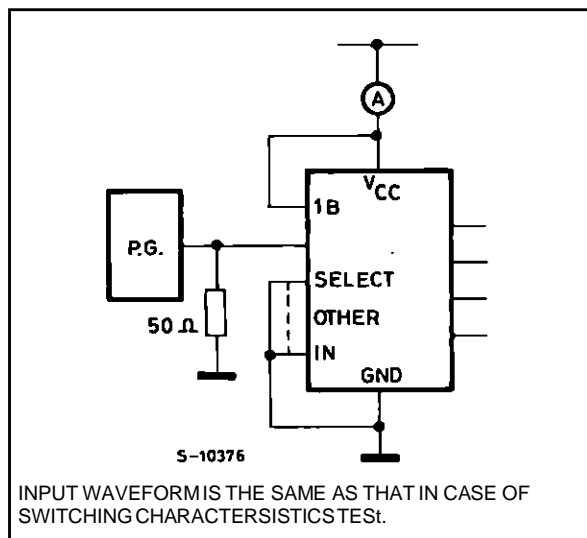 A
VCC
1B
P.G.
SELECT
50 Ω
OTHER
IN
GND
S-10376
INPUT WAVEFORM IS THE SAME AS THAT IN CASE OF
SWITCHING CHARACTERSISTICS TESt.